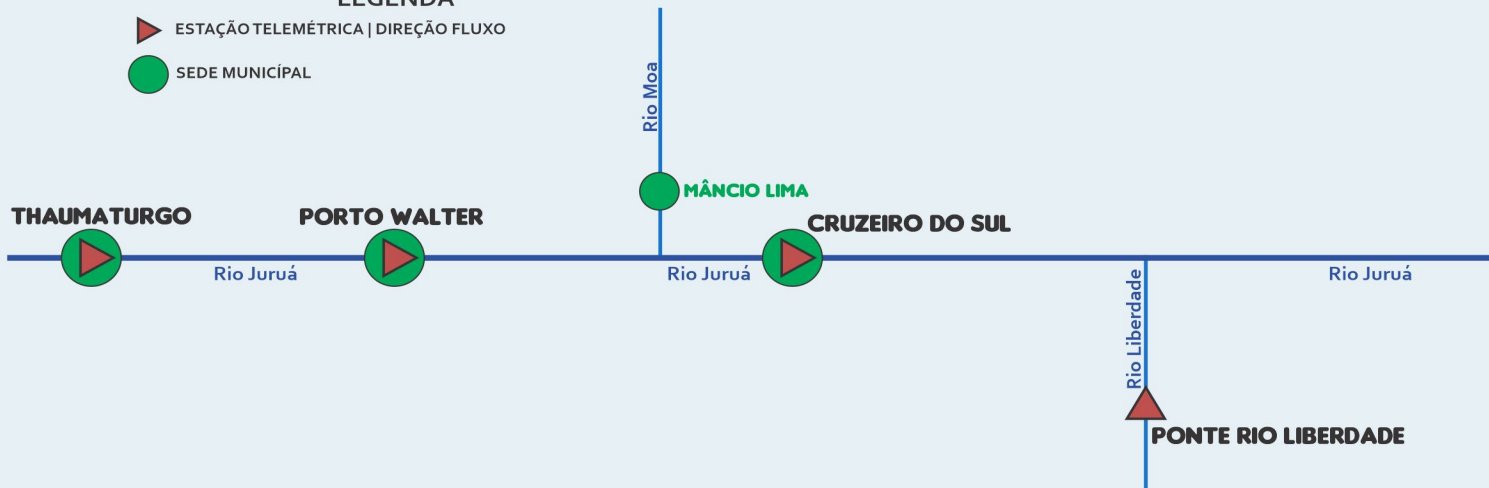 LEGENDA
ESTAÇÃO TELEMÉTRICA | DIREÇÃO FLUXO
SEDE MUNICÍPAL
Rio Moa
MÂNCIO LIMA
THAUMATURGO
PORTO WALTER
CRUZEIRO DO SUL
Rio Juruá
Rio Juruá
Rio Juruá
Rio Liberdade
PONTE RIO LIBERDADE